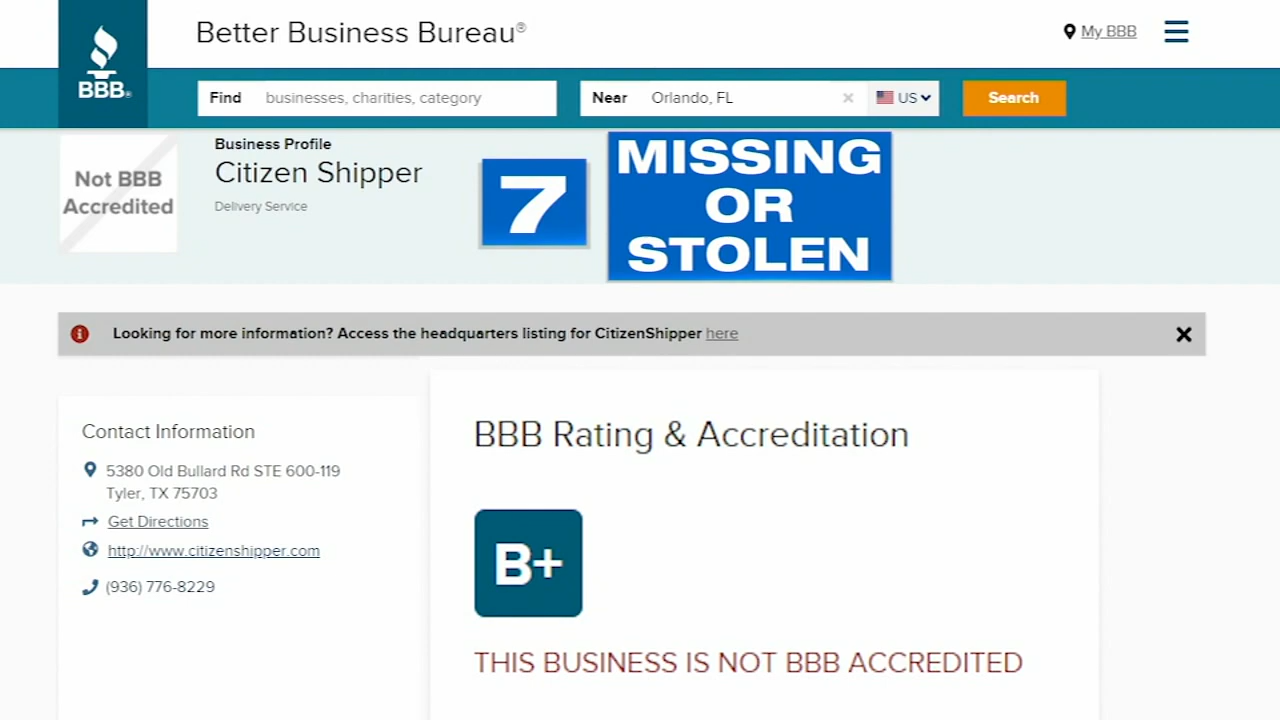 Better Business Bureau®
My BBB
BBB®
Find businesses, charities, category
Near Orlando, FL × US
Search
Not BBB
Accredited
Business Profile
Citizen Shipper
Delivery Service
7
MISSING
OR
STOLEN
Looking for more information? Access the headquarters listing for CitizenShipper here
Contact Information
5380 Old Bullard Rd STE 600-119
Tyler, TX 75703
Get Directions
http://www.citizenshipper.com
(936) 776-8229
BBB Rating & Accreditation
B+
THIS BUSINESS IS NOT BBB ACCREDITED